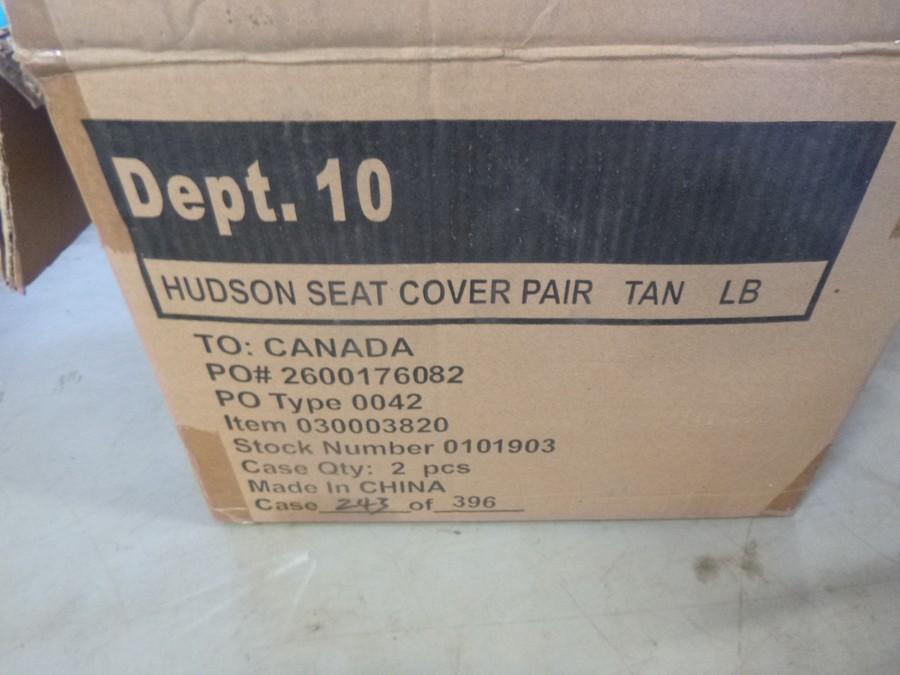 Dept. 10
HUDSON SEAT COVER PAIR TAN LB
TO: CANADA
PO# 2600176082
PO Type 0042
Item 030003820
Stock Number 0101903
Case Qty: 2 pcs
Made In CHINA
Case 243 of 396